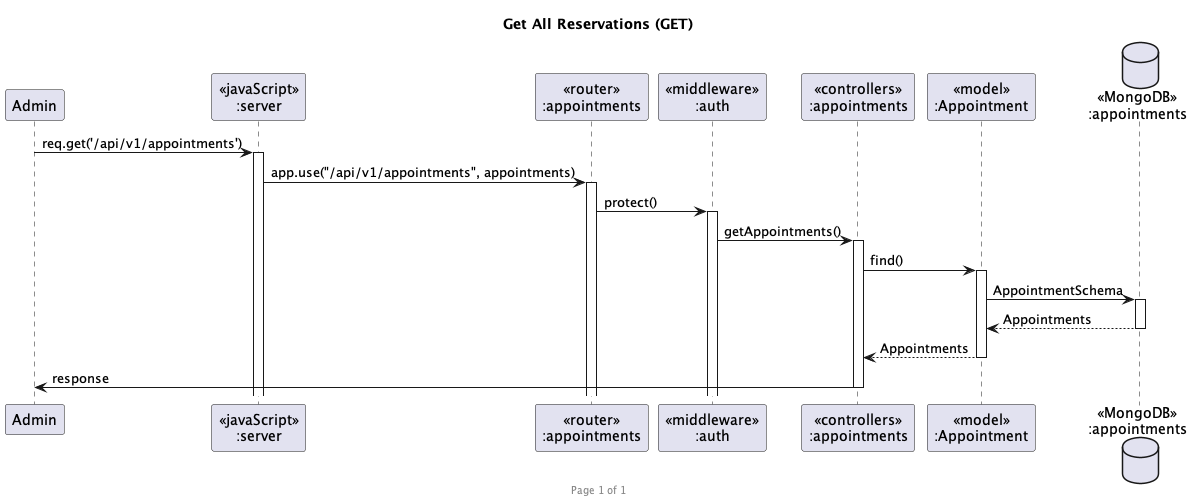 Get All Reservations (GET)
Admin
«javaScript»
:server
«router»
:appointments
«middleware»
:auth
«controllers»
:appointments
«model»
:Appointment
«MongoDB»
:appointments
req.get('/api/v1/appointments')
app.use("/api/v1/appointments", appointments)
protect()
getAppointments()
find()
AppointmentSchema
Appointments
Appointments
response
Admin
«javaScript»
:server
«router»
:appointments
«middleware»
:auth
«controllers»
:appointments
«model»
:Appointment
«MongoDB»
:appointments
Page 1 of 1